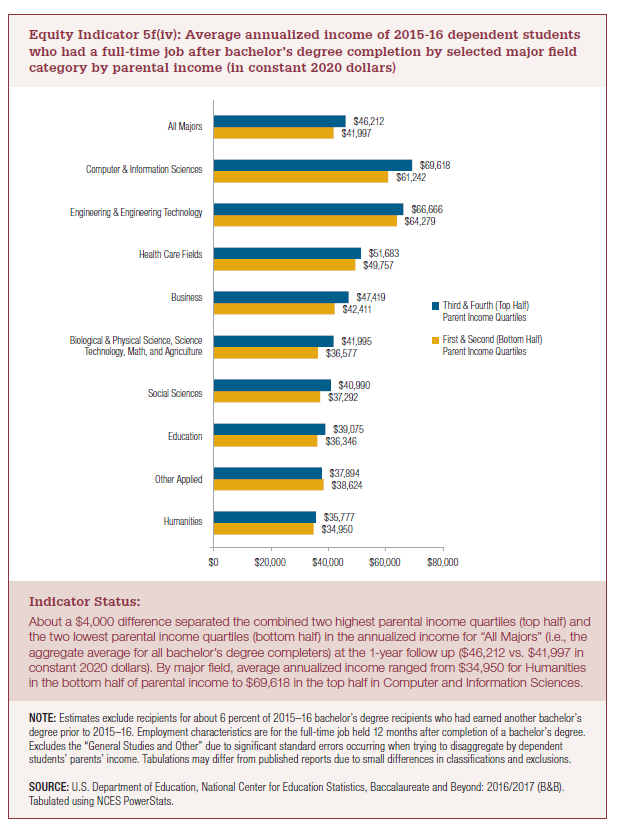 Equity Indicator 5f(iv): Average annualized income of 2015-16 dependent students
who had a full-time job after bachelor's degree completion by selected major field
category by parental income (in constant 2020 dollars)
All Majors
$46,212
$41,997
Computer & Information Sciences
$69,618
$61,242
Engineering & Engineering Technology
$66,666
$64,279
Health Care Fields
$51,683
$49,757
Business
$47,419
$42,411
Third & Fourth (Top Half)
Parent Income Quartiles
First & Second (Bottom Half)
Parent Income Quartiles
Biological & Physical Science, Science
Technology, Math, and Agriculture
$41,995
$36,577
Social Sciences
$40,990
$37,292
Education
$39,075
$36,346
Other Applied
$37,894
$38,624
Humanities
$35,777
$34,950
$0 $20,000 $40,000 $60,000 $80,000
Indicator Status:
About a $4,000 difference separated the combined two highest parental income quartiles (top half) and
the two lowest parental income quartiles (bottom half) in the annualized income for "All Majors" (i.e., the
aggregate average for all bachelor's degree completers) at the 1-year follow up ($46,212 vs. $41,997 in
constant 2020 dollars). By major field, average annualized income ranged from $34,950 for Humanities
in the bottom half of parental income to $69,618 in the top half in Computer and Information Sciences.
NOTE: Estimates exclude recipients for about 6 percent of 2015–16 bachelor's degree recipients who had earned another bachelor's
degree prior to 2015–16. Employment characteristics are for the full-time job held 12 months after completion of a bachelor's degree.
Excludes the "General Studies and Other" due to significant standard errors occurring when trying to disaggregate by dependent
students' parents' income. Tabulations may differ from published reports due to small differences in classifications and exclusions.
SOURCE: U.S. Department of Education, National Center for Education Statistics, Baccalaureate and Beyond: 2016/2017 (B&B).
Tabulated using NCES PowerStats.